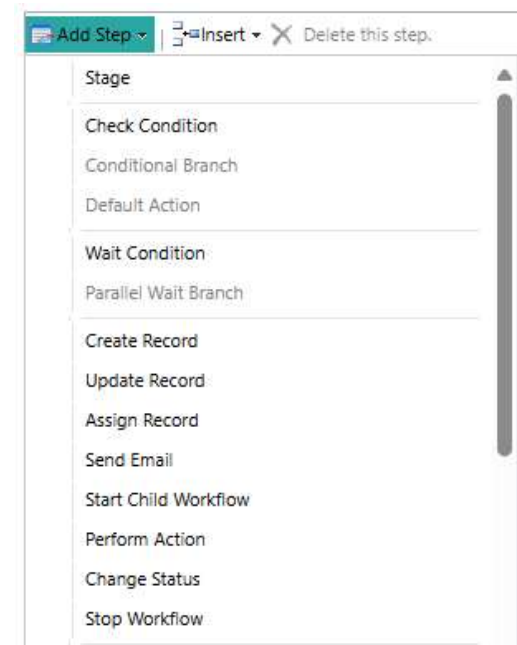 Add Step Insert Delete this step.
Stage
Check Condition
Conditional Branch
Default Action
Wait Condition
Parallel Wait Branch
Create Record
Update Record
Assign Record
Send Email
Start Child Workflow
Perform Action
Change Status
Stop Workflow